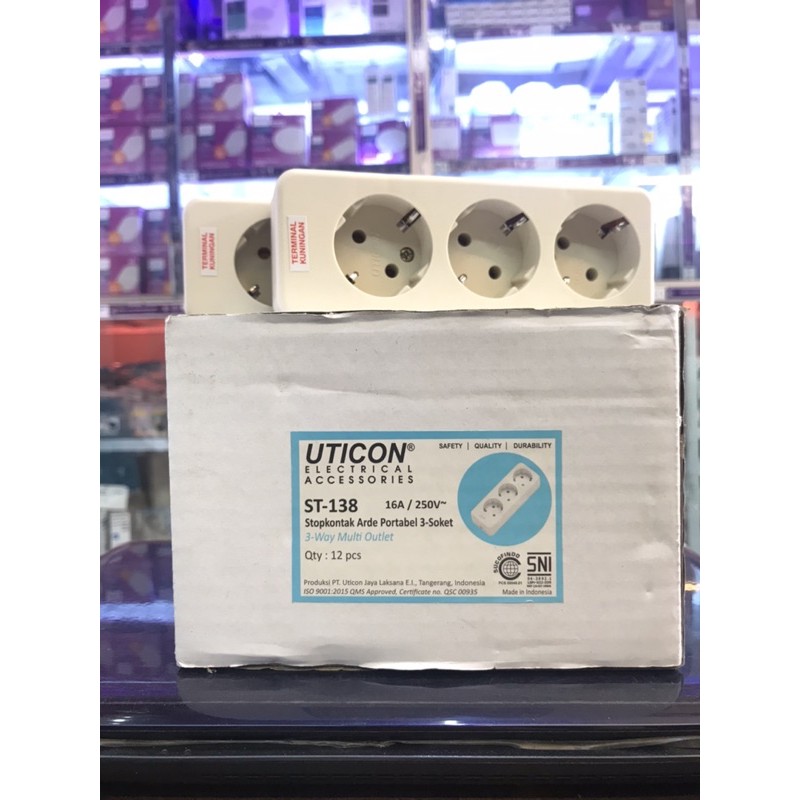 TERMINAL
KUNINGAN
TERMINAL
KUNINGAN
UTICON®
ELECTRICAL
ACCESSORIES
SAFETY | QUALITY | DURABILITY
ST-138 16A / 250V~
Stopkontak Arde Portabel 3-Soket
3-Way Multi Outlet
Qty : 12 pcs
SUCOFINDO
SNI
Produksi PT. Uticon Jaya Laksana E.I., Tangerang, Indonesia
ISO 9001:2015 QMS Approved, Certificate no. QSC 00935
Made in Indonesia